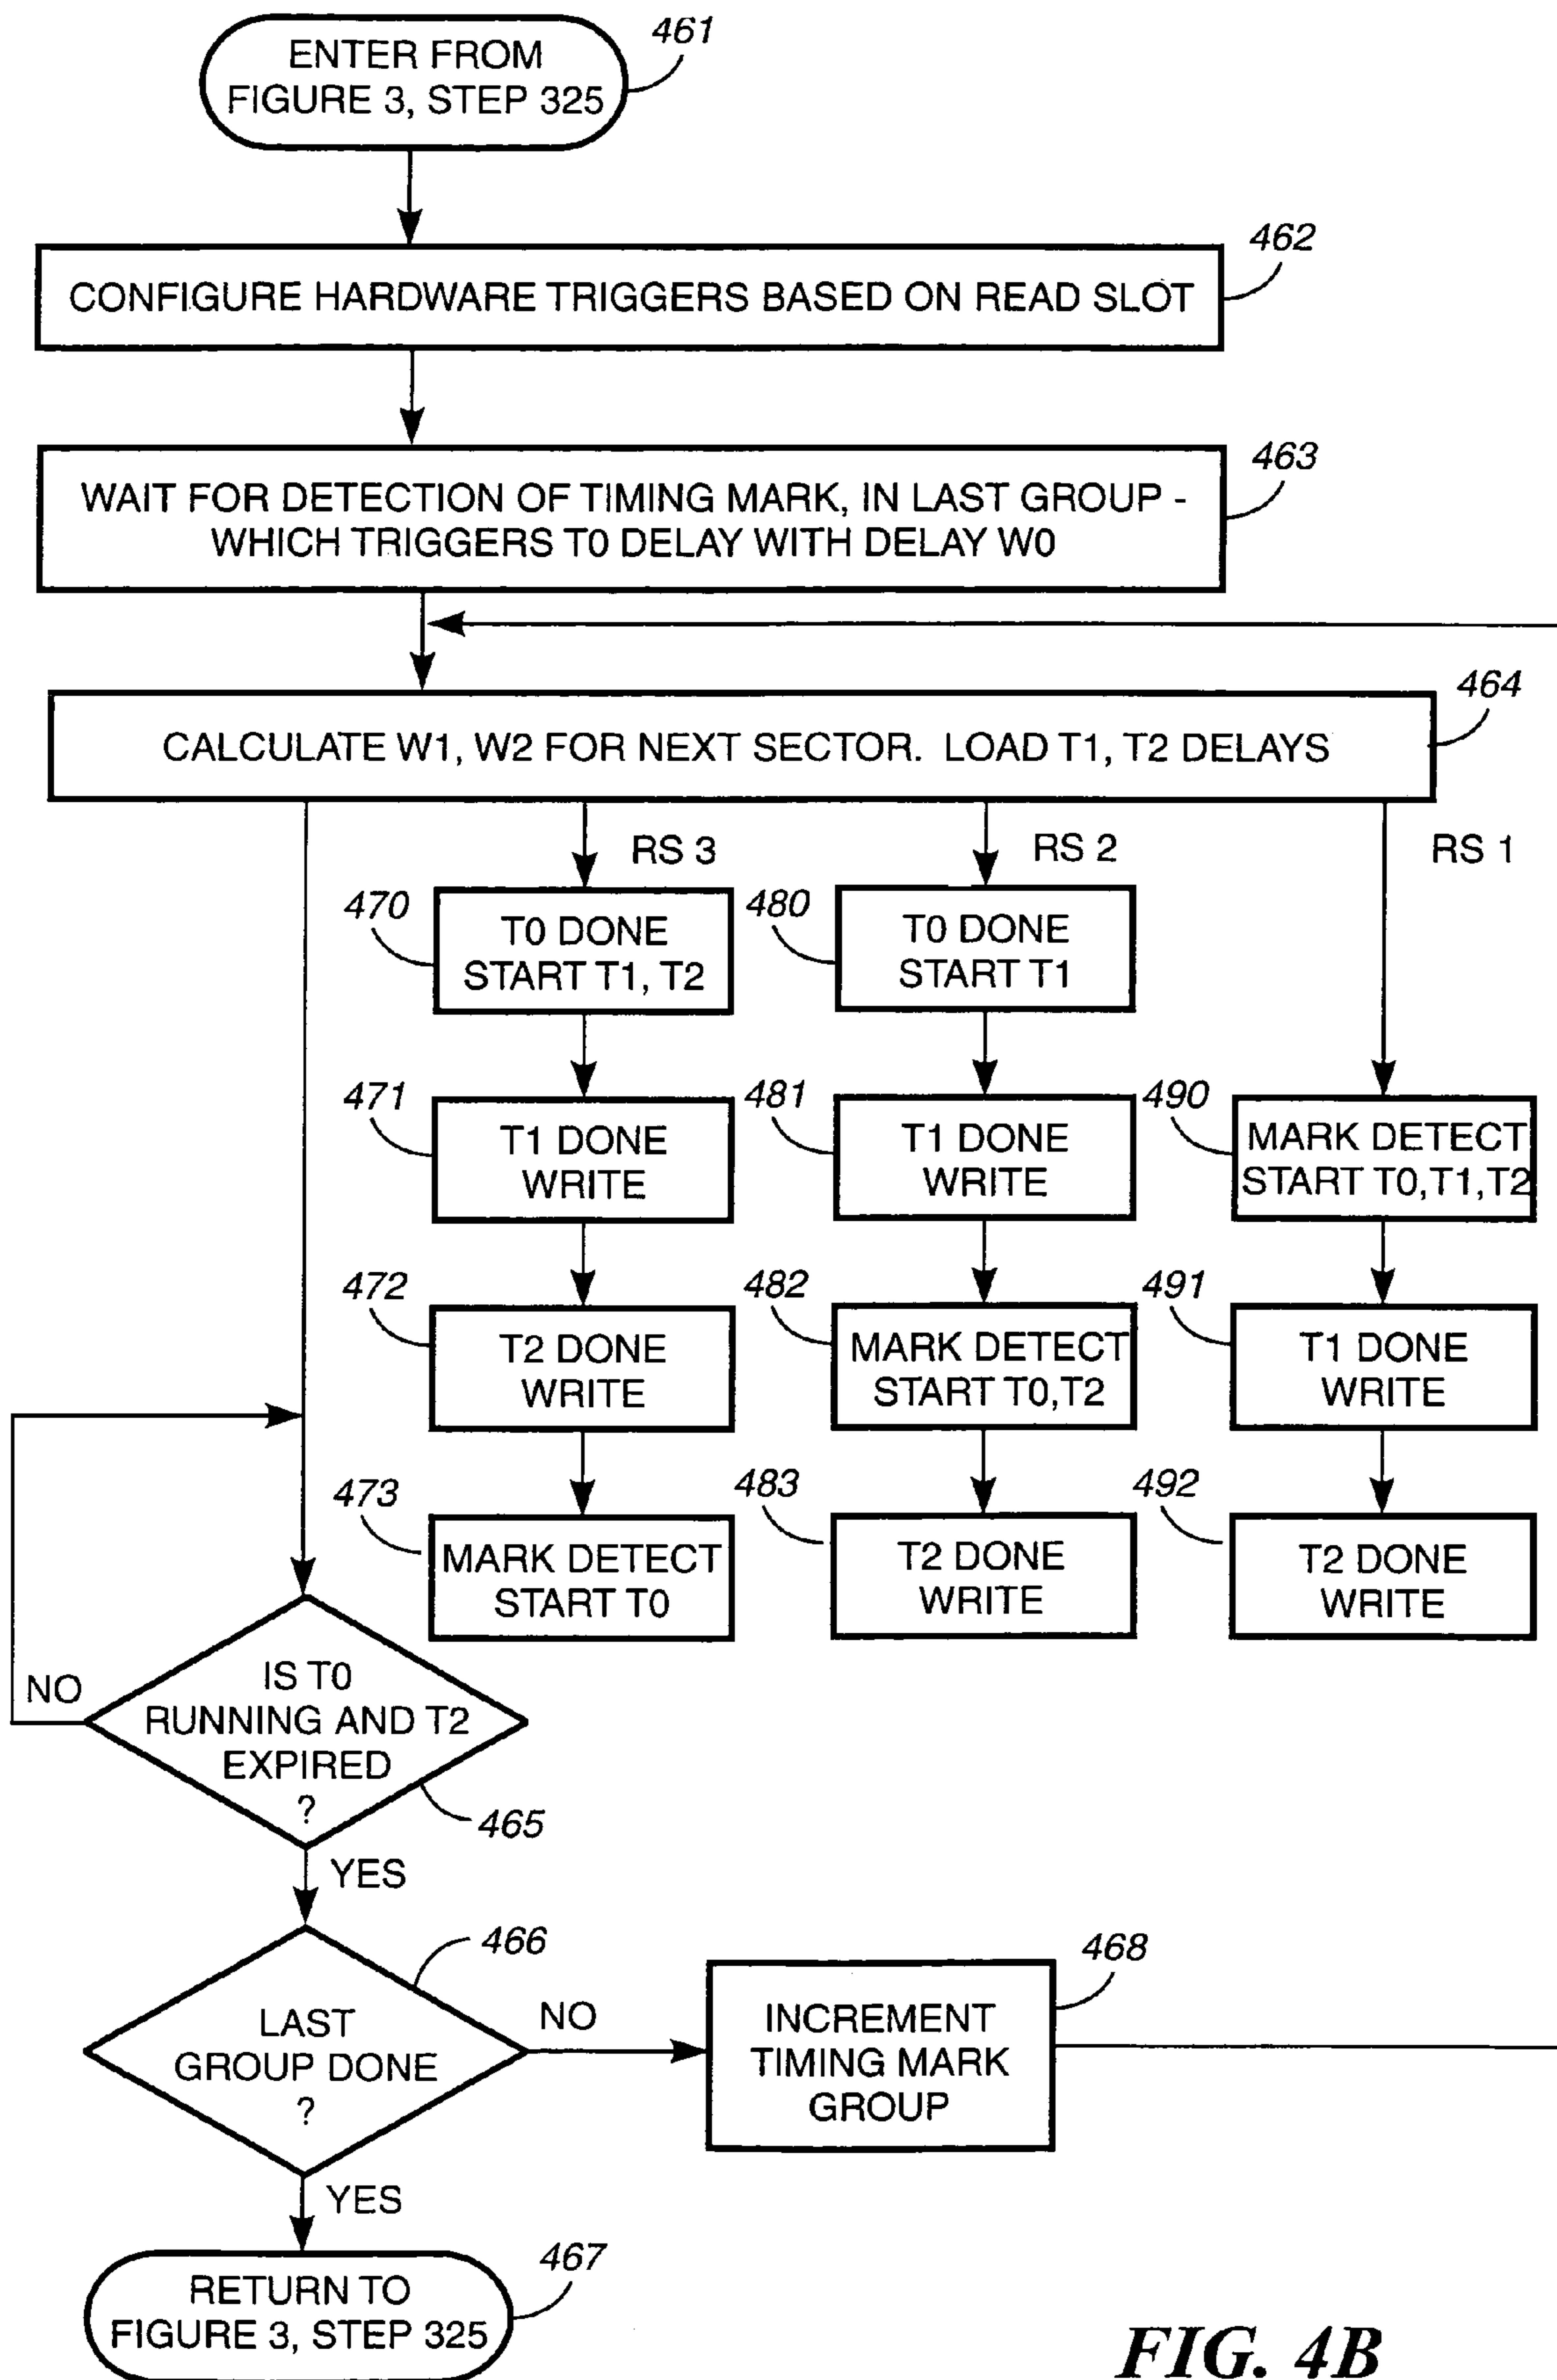 461
ENTER FROM
FIGURE 3, STEP 325
462
CONFIGURE HARDWARE TRIGGERS BASED ON READ SLOT
463
WAIT FOR DETECTION OF TIMING MARK, IN LAST GROUP -
WHICH TRIGGERS T0 DELAY WITH DELAY W0
464
CALCULATE W1, W2 FOR NEXT SECTOR. LOAD T1, T2 DELAYS
RS 3
RS 2
RS 1
470
T0 DONE
START T1, T2
480
T0 DONE
START T1
471
T1 DONE
WRITE
481
T1 DONE
WRITE
490
MARK DETECT
START T0,T1,T2
472
T2 DONE
WRITE
482
MARK DETECT
START T0,T2
491
T1 DONE
WRITE
473
MARK DETECT
START T0
483
T2 DONE
WRITE
492
T2 DONE
WRITE
NO
IS T0
RUNNING AND T2
EXPIRED
?
465
YES
466
LAST
GROUP DONE
?
NO
468
INCREMENT
TIMING MARK
GROUP
YES
467
RETURN TO
FIGURE 3, STEP 325
FIG. 4B